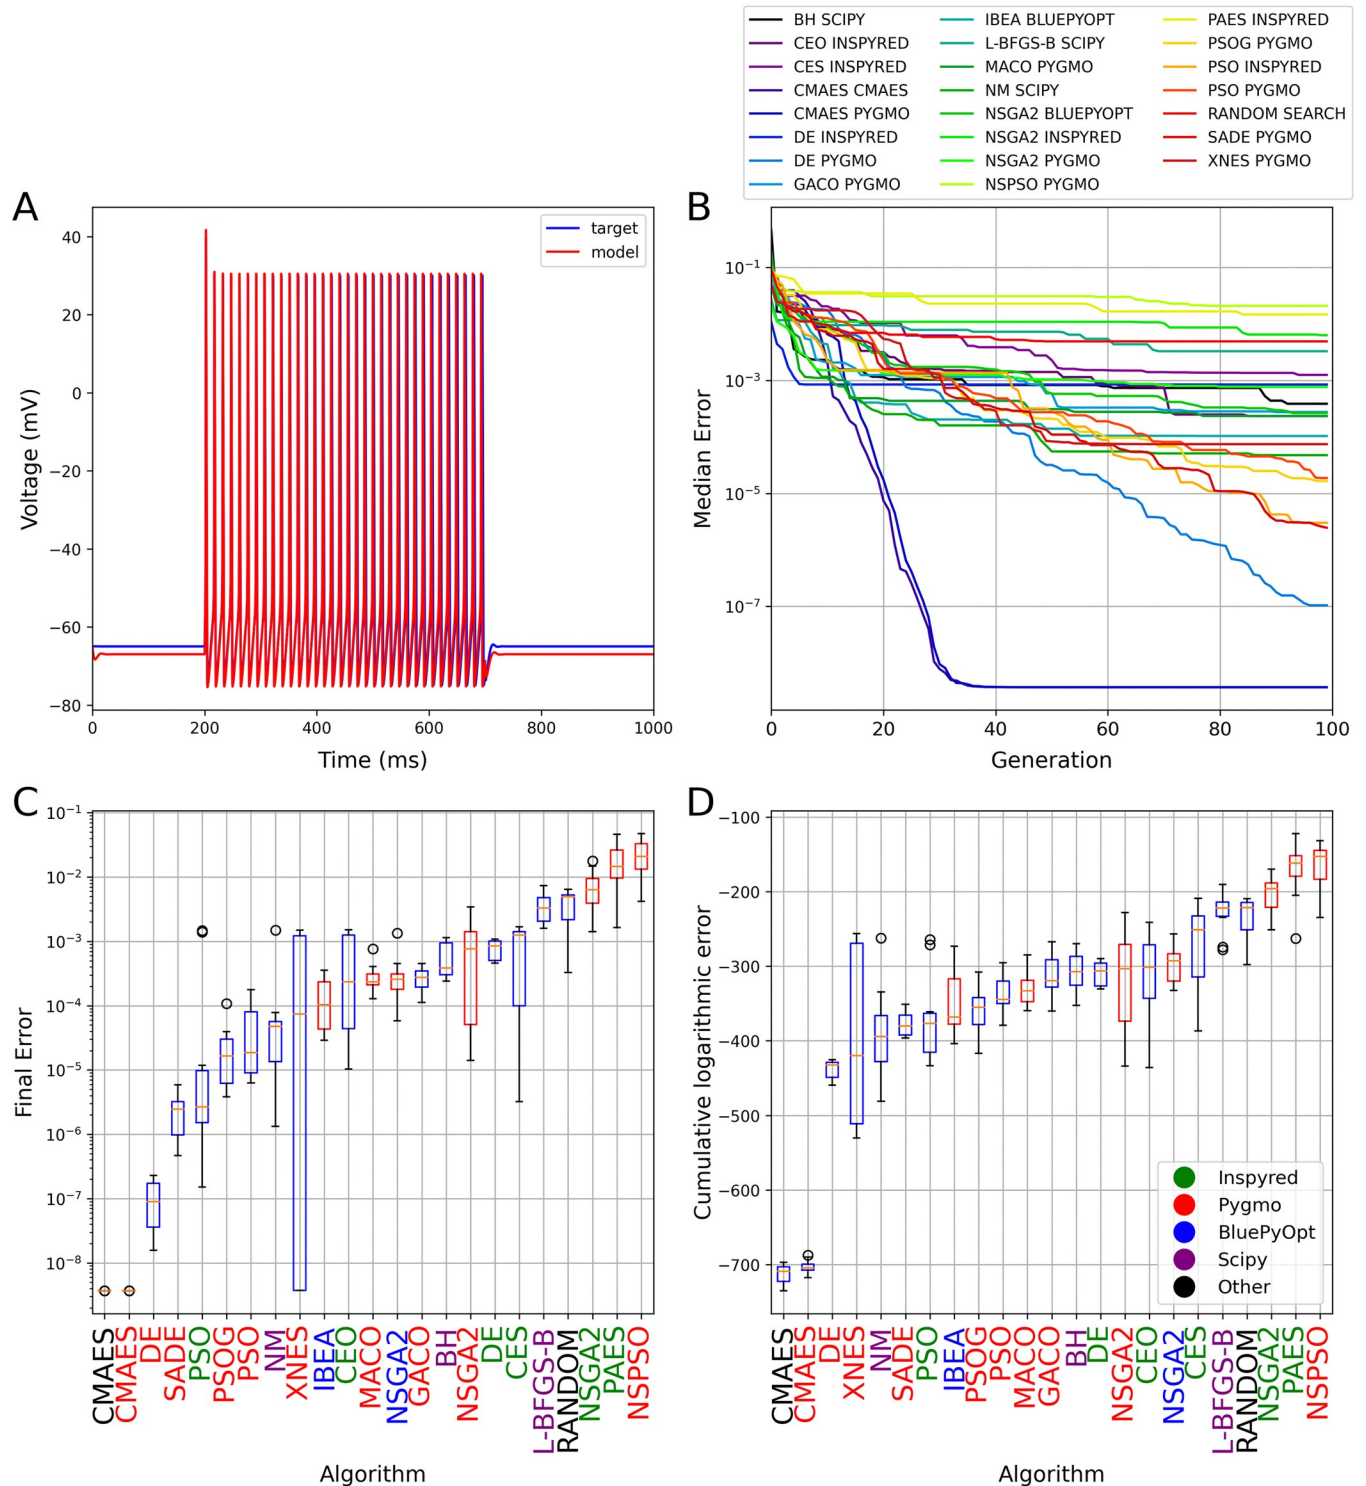 BH SCIPY
CEO INSPYRED
CES INSPYRED
CMAES CMAES
CMAES PYGMO
DE INSPYRED
DE PYGMO
GACO PYGMO
IBEA BLUEPYOPT
L-BFGS-B SCIPY
MACO PYGMO
NM SCIPY
NSGA2 BLUEPYOPT
NSGA2 INSPYRED
NSGA2 PYGMO
NSPSO PYGMO
PAES INSPYRED
PSOG PYGMO
PSO INSPYRED
PSO PYGMO
RANDOM SEARCH
SADE PYGMO
XNES PYGMO
A
target
model
40
20
0
−20
−40
−60
−80
Voltage (mV)
0 200 400 600 800 1000
Time (ms)
B
10⁻¹
10⁻³
10⁻⁵
10⁻⁷
Median Error
0 20 40 60 80 100
Generation
C
10⁻¹
10⁻²
10⁻³
10⁻⁴
10⁻⁵
10⁻⁶
10⁻⁷
10⁻⁸
Final Error
CMAES
CMAES
DE
SADE
PSO
PSOG
PSO
NM
XNES
IBEA
CEO
MACO
NSGA2
GACO
BH
NSGA2
DE
CES
L-BFGS-B
RANDOM
NSGA2
PAES
NSPSO
Algorithm
D
−100
−200
−300
−400
−500
−600
−700
Cumulative logarithmic error
Inspyred
Pygmo
BluePyOpt
Scipy
Other
CMAES
CMAES
DE
XNES
NM
SADE
PSO
IBEA
PSOG
PSO
MACO
GACO
BH
DE
NSGA2
CEO
NSGA2
CES
L-BFGS-B
RANDOM
NSGA2
PAES
NSPSO
Algorithm